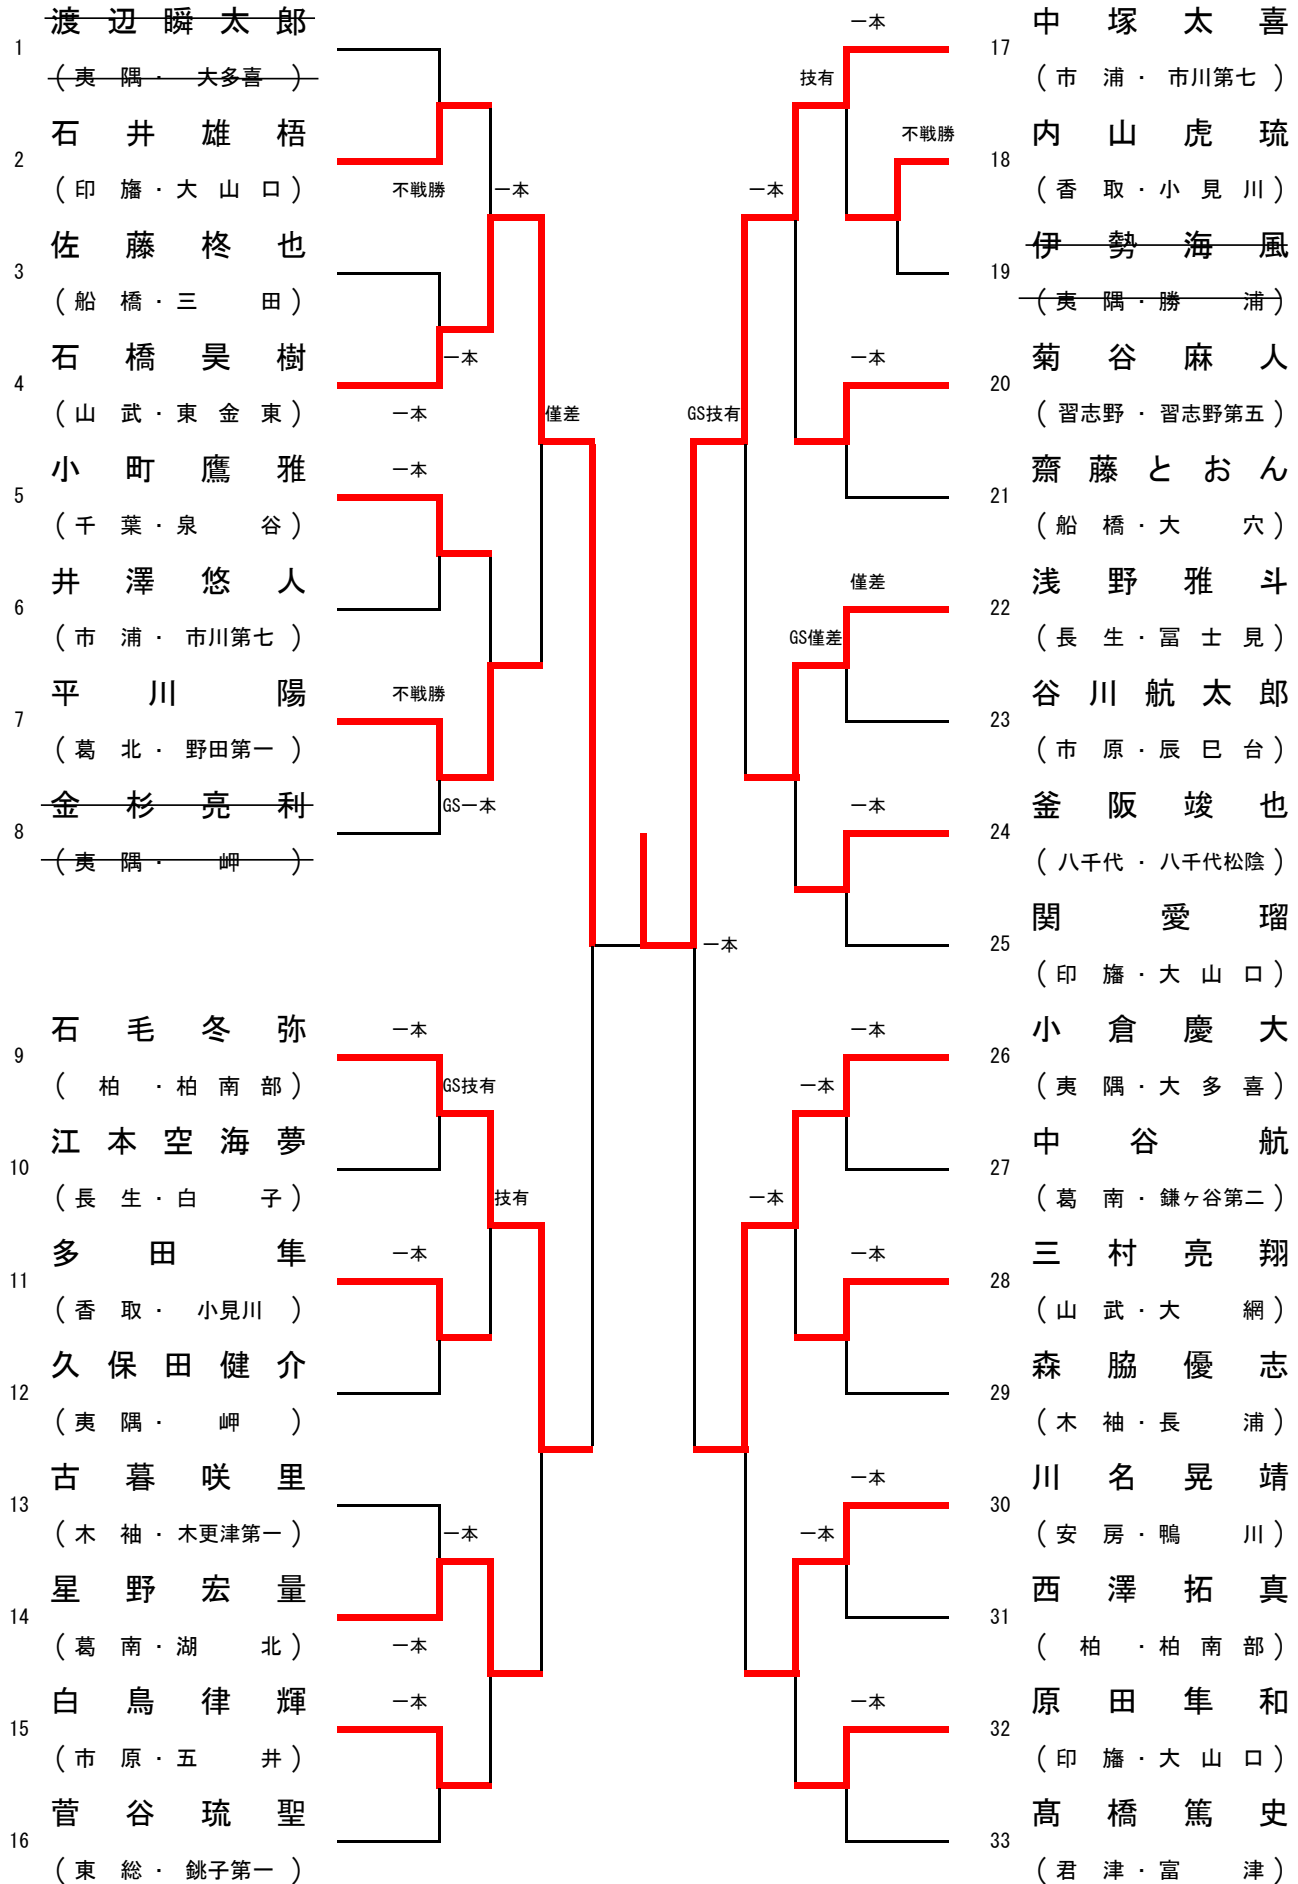 渡辺瞬太郎
1
(夷隅・大多喜)
石井雄梧
2
(印旛・大山口)
不戦勝
一本
佐藤柊也
3
(船橋・三田)
石橋昊樹
一本
4
(山武・東金東)
一本
僅差
小町鷹雅
一本
5
(千葉・泉谷)
井澤悠人
6
(市浦・市川第七)
平川陽
不戦勝
7
(葛北・野田第一)
金杉亮利
GS一本
8
(夷隅・岬)
石毛冬弥
一本
9
(柏・柏南部)
GS技有
江本空海夢
10
(長生・白子)
技有
多田隼
一本
11
(香取・小見川)
久保田健介
12
(夷隅・岬)
古暮咲里
13
(木袖・木更津第一)
一本
星野宏量
14
(葛南・湖北)
一本
白鳥律輝
一本
15
(市原・五井)
菅谷琉聖
16
(東総・銚子第一)
一本
中塚太喜
一本
17
技有
(市浦・市川第七)
不戦勝
内山虎琉
18
一本
(香取・小見川)
伊勢海風
19
(夷隅・勝浦)
一本
菊谷麻人
20
GS技有
(習志野・習志野第五)
齋藤とおん
21
(船橋・大穴)
僅差
浅野雅斗
22
GS僅差
(長生・冨士見)
谷川航太郎
23
(市原・辰巳台)
一本
釜阪竣也
24
(八千代・八千代松陰)
関愛瑠
25
(印旛・大山口)
一本
小倉慶大
26
一本
(夷隅・大多喜)
中谷航
27
一本
(葛南・鎌ヶ谷第二)
一本
三村亮翔
28
(山武・大網)
森脇優志
29
(木袖・長浦)
一本
川名晃靖
30
一本
(安房・鴨川)
西澤拓真
31
(柏・柏南部)
一本
原田隼和
32
(印旛・大山口)
髙橋篤史
33
(君津・富津)